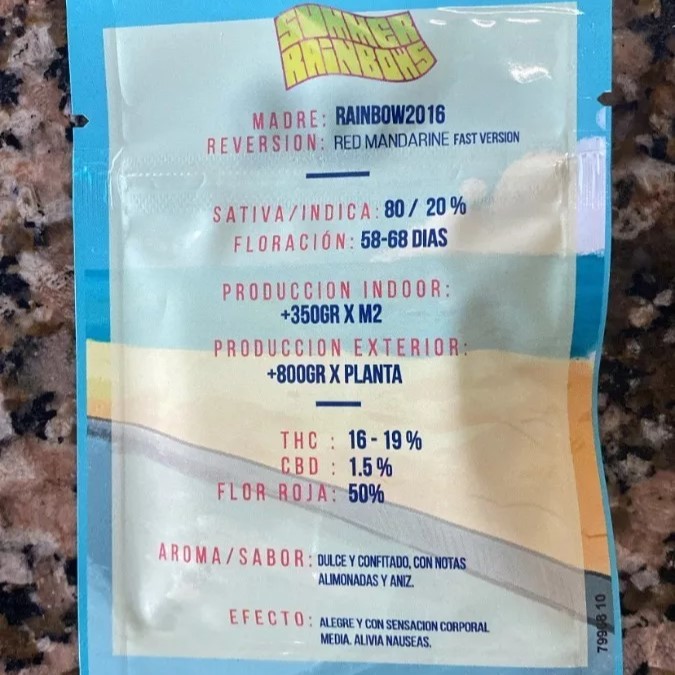 SUMMER
RAINBOWS
MADRE: RAINBOW2016
REVERSION: RED MANDARINE FAST VERSION
SATIVA/INDICA: 80 / 20 %
FLORACIÓN: 58-68 DIAS
PRODUCCION INDOOR:
+350GR X M2
PRODUCCION EXTERIOR:
+800GR X PLANTA
THC : 16 - 19 %
CBD : 1.5 %
FLOR ROJA: 50%
AROMA/SABOR: DULCE Y CONFITADO, CON NOTAS
ALIMONADAS Y ANIZ.
EFECTO: ALEGRE Y CON SENSACION CORPORAL
MEDIA. ALIVIA NAUSEAS.